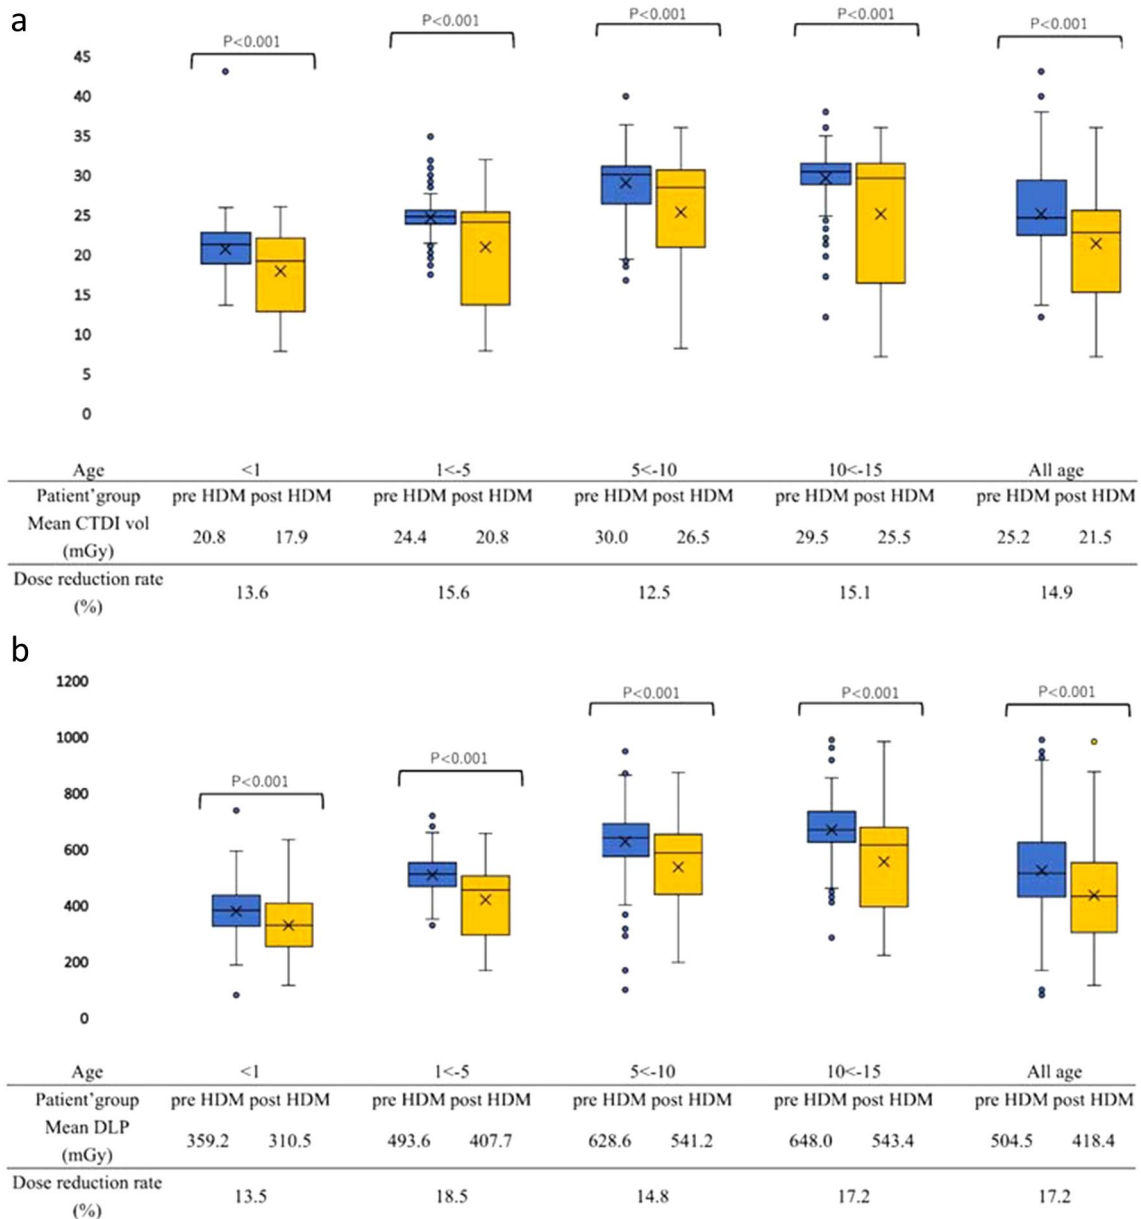 a
P<0.001 P<0.001 P<0.001 P<0.001 P<0.001
45
40
35
30
25
20
15
10
5
0
Age <1 1<-5 5<-10 10<-15 All age
Patient'group pre HDM post HDM pre HDM post HDM pre HDM post HDM pre HDM post HDM pre HDM post HDM
Mean CTDI vol
(mGy) 20.8 17.9 24.4 20.8 30.0 26.5 29.5 25.5 25.2 21.5
Dose reduction rate
(%) 13.6 15.6 12.5 15.1 14.9
b
P<0.001 P<0.001 P<0.001 P<0.001 P<0.001
1200
1000
800
600
400
200
0
Age <1 1<-5 5<-10 10<-15 All age
Patient'group pre HDM post HDM pre HDM post HDM pre HDM post HDM pre HDM post HDM pre HDM post HDM
Mean DLP
(mGy) 359.2 310.5 493.6 407.7 628.6 541.2 648.0 543.4 504.5 418.4
Dose reduction rate
(%) 13.5 18.5 14.8 17.2 17.2